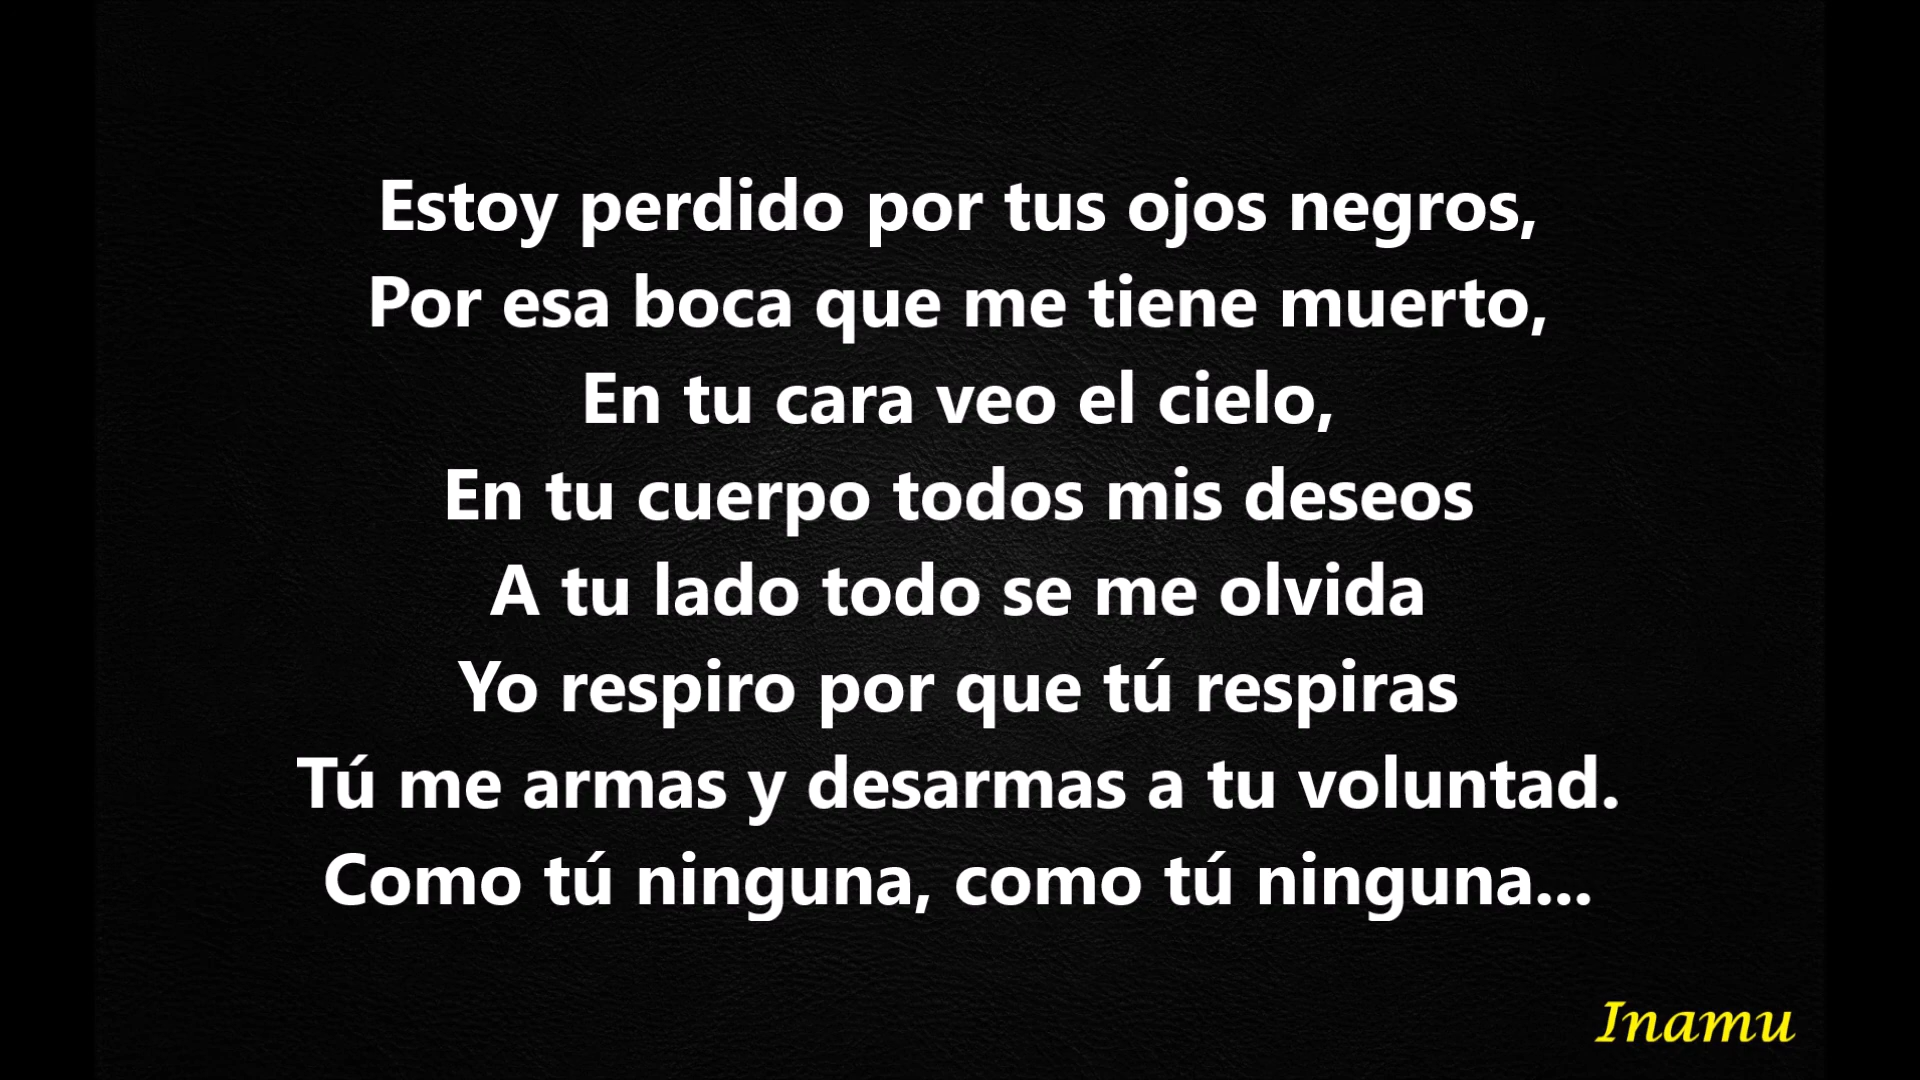 Estoy perdido por tus ojos negros,
Por esa boca que me tiene muerto,
En tu cara veo el cielo,
En tu cuerpo todos mis deseos
A tu lado todo se me olvida
Yo respiro por que tú respiras
Tú me armas y desarmas a tu voluntad.
Como tú ninguna, como tú ninguna...
Inamu